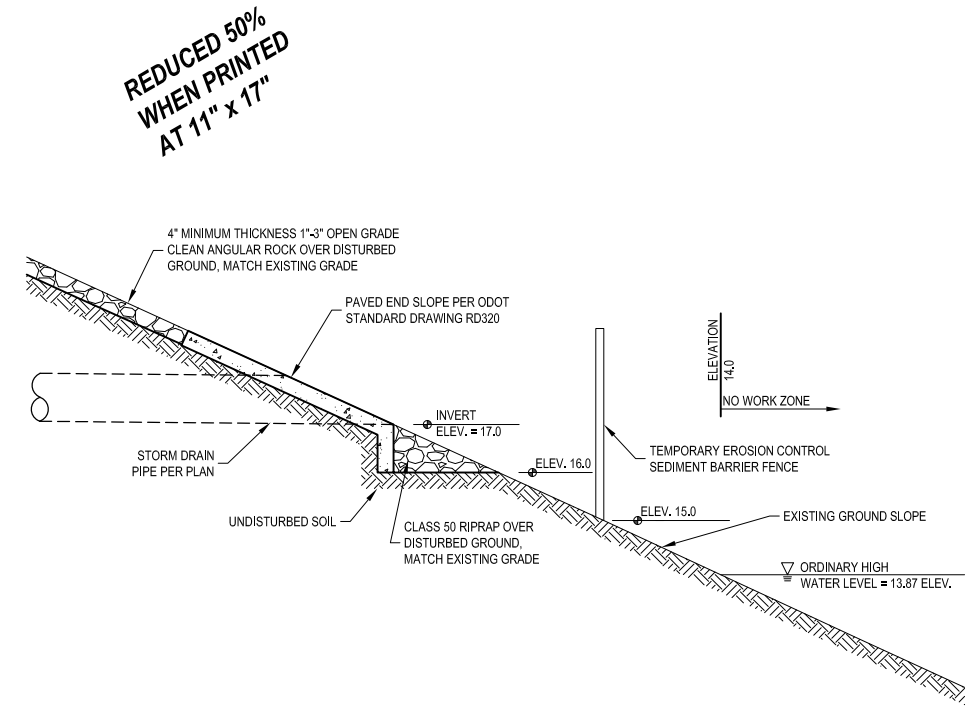 REDUCED 50%
WHEN PRINTED
AT 11" x 17"
4" MINIMUM THICKNESS 1"-3" OPEN GRADE
CLEAN ANGULAR ROCK OVER DISTURBED
GROUND, MATCH EXISTING GRADE
PAVED END SLOPE PER ODOT
STANDARD DRAWING RD320
ELEVATION
14.0
NO WORK ZONE
INVERT
ELEV. = 17.0
STORM DRAIN
PIPE PER PLAN
ELEV. 16.0
TEMPORARY EROSION CONTROL
SEDIMENT BARRIER FENCE
UNDISTURBED SOIL
CLASS 50 RIPRAP OVER
DISTURBED GROUND,
MATCH EXISTING GRADE
ELEV. 15.0
EXISTING GROUND SLOPE
ORDINARY HIGH
WATER LEVEL = 13.87 ELEV.